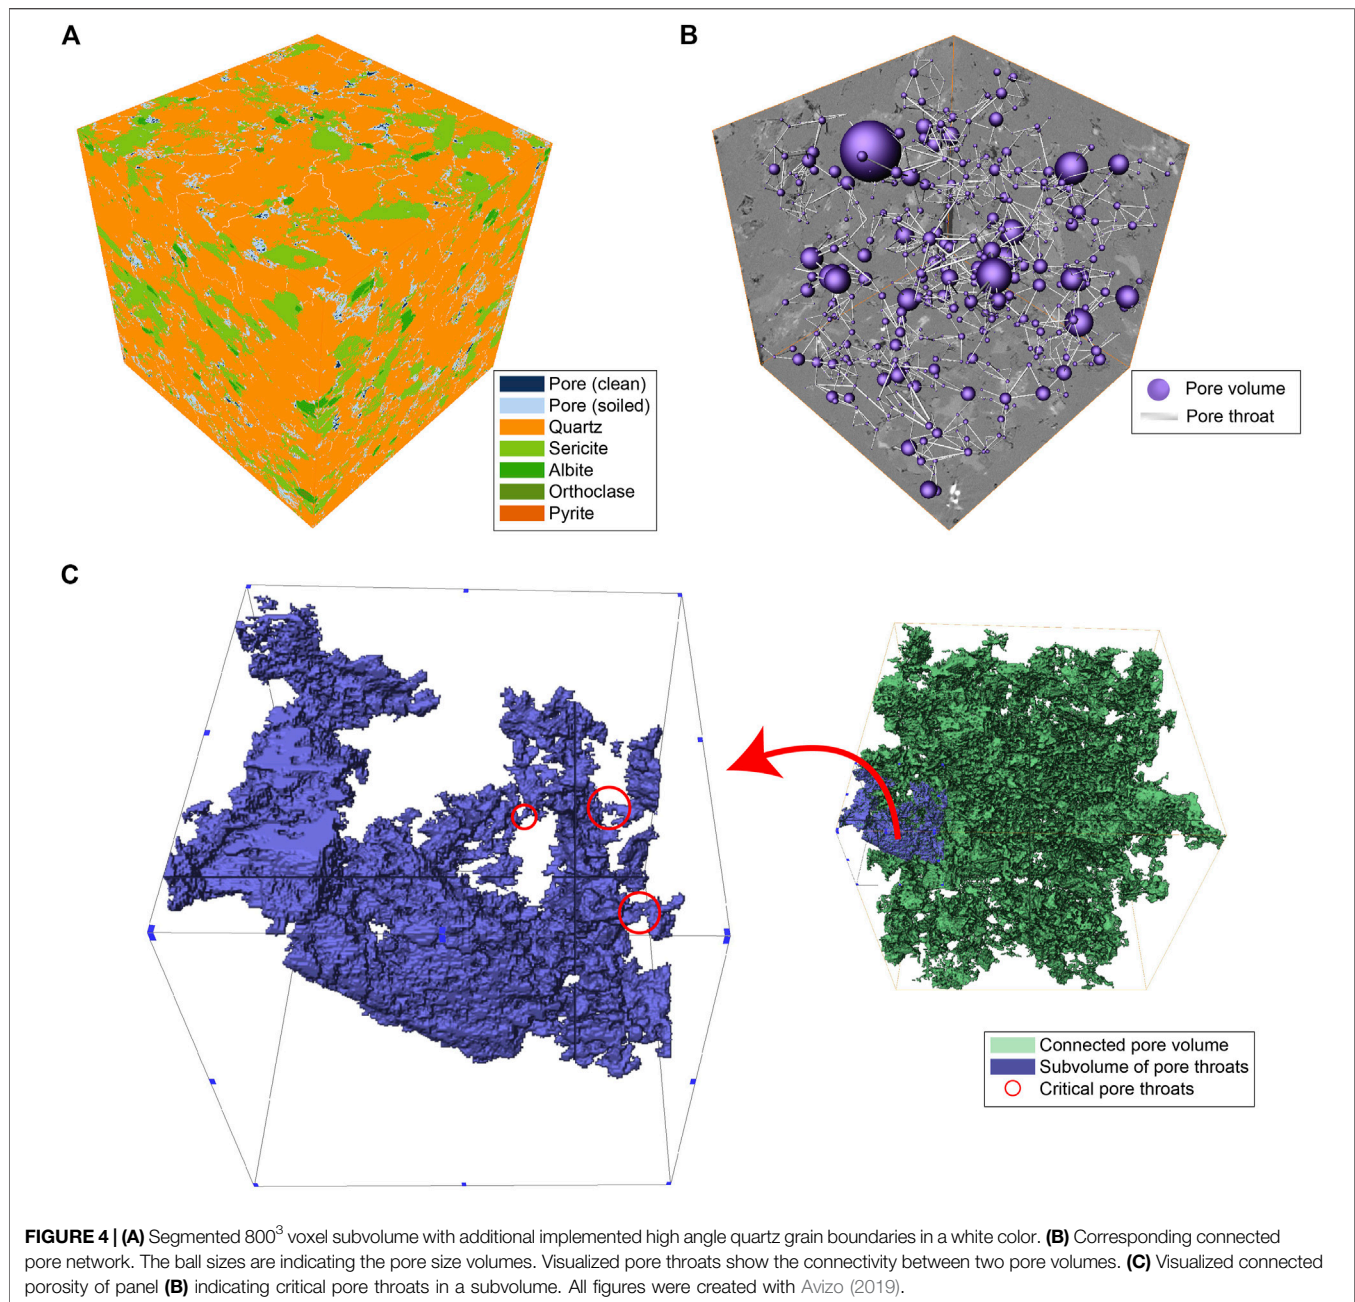 A
B
Pore (clean)
Pore (soiled)
Quartz
Sericite
Albite
Orthoclase
Pyrite
Pore volume
Pore throat
C
Connected pore volume
Subvolume of pore throats
Critical pore throats
FIGURE 4 | (A) Segmented 800³ voxel subvolume with additional implemented high angle quartz grain boundaries in a white color. (B) Corresponding connected
pore network. The ball sizes are indicating the pore size volumes. Visualized pore throats show the connectivity between two pore volumes. (C) Visualized connected
porosity of panel (B) indicating critical pore throats in a subvolume. All figures were created with Avizo (2019).